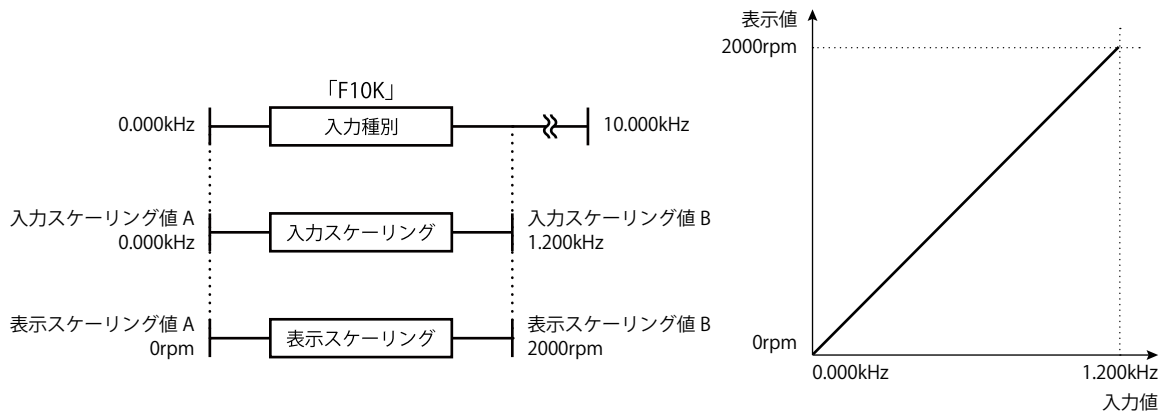 「F10K」
0.000kHz
入力種別
10.000kHz
入力スケーリング値 A
0.000kHz
入力スケーリング
入力スケーリング値 B
1.200kHz
表示スケーリング値 A
0rpm
表示スケーリング
表示スケーリング値 B
2000rpm
表示値
2000rpm
0rpm
0.000kHz
1.200kHz
入力値